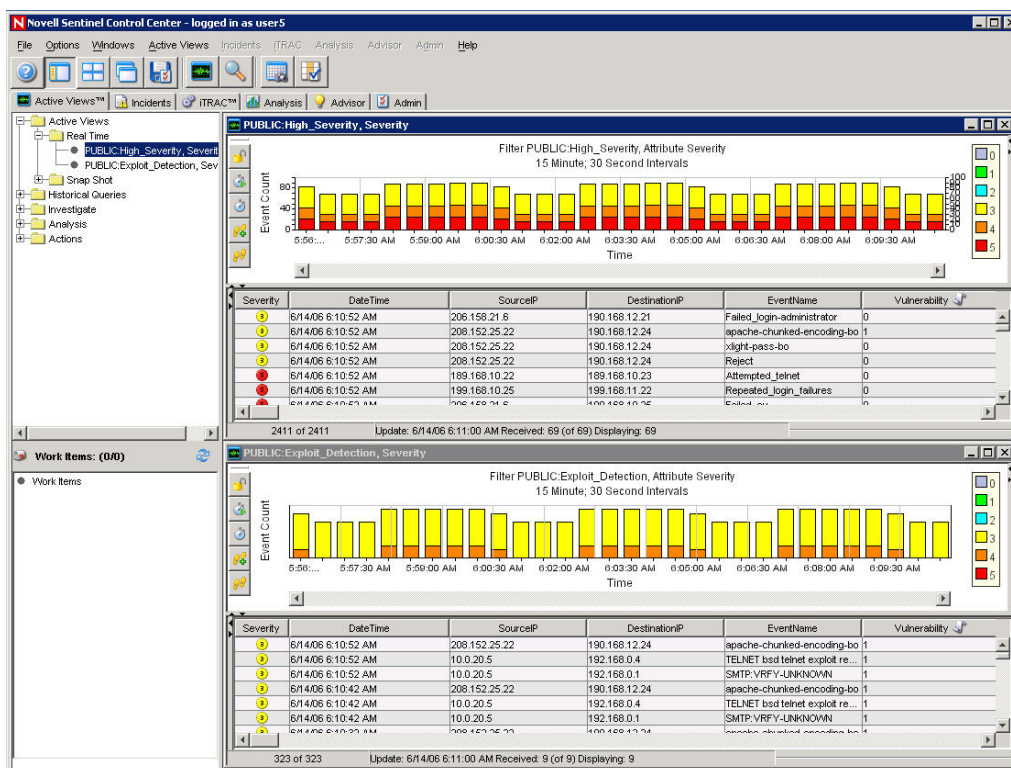 Novell Sentinel Control Center - logged in as user5
File Options Windows Active Views Incidents iTRAC Analysis Advisor Admin Help
Active Views™ Incidents iTRAC™ Analysis Advisor Admin
Active Views
Real Time
PUBLIC:High_Severity, Severit
PUBLIC:Exploit_Detection, Sev
Snap Shot
Historical Queries
Investigate
Analysis
Actions
Work Items: (0/0)
Work Items
PUBLIC:High_Severity, Severity
Filter PUBLIC:High_Severity, Attribute Severity
15 Minute; 30 Second Intervals
Event Count
80
40
0
0
1
2
3
4
5
5:56:... 5:57:30 AM 5:59:00 AM 6:00:30 AM 6:02:00 AM 6:03:30 AM 6:05:00 AM 6:06:30 AM 6:08:00 AM 6:09:30 AM
Time
Severity DateTime SourceIP DestinationIP EventName Vulnerability
3 6/14/06 6:10:52 AM 206.158.21.6 190.168.12.21 Failed_login-administrator 0
3 6/14/06 6:10:52 AM 208.152.25.22 190.168.12.24 apache-chunked-encoding-bo 1
3 6/14/06 6:10:52 AM 208.152.25.22 190.168.12.24 xlight-pass-bo 0
3 6/14/06 6:10:52 AM 208.152.25.22 190.168.12.24 Reject 0
5 6/14/06 6:10:52 AM 189.168.10.22 189.168.10.23 Attempted_telnet 0
5 6/14/06 6:10:52 AM 199.168.10.25 199.168.11.22 Repeated_login_failures 0
2411 of 2411 Update: 6/14/06 6:11:00 AM Received: 69 (of 69) Displaying: 69
PUBLIC:Exploit_Detection, Severity
Filter PUBLIC:Exploit_Detection, Attribute Severity
15 Minute; 30 Second Intervals
Event Count
0
1
2
3
4
5
5:56:... 5:57:30 AM 5:59:00 AM 6:00:30 AM 6:02:00 AM 6:03:30 AM 6:05:00 AM 6:06:30 AM 6:08:00 AM 6:09:30 AM
Time
Severity DateTime SourceIP DestinationIP EventName Vulnerability
3 6/14/06 6:10:52 AM 208.152.25.22 190.168.12.24 apache-chunked-encoding-bo 1
3 6/14/06 6:10:52 AM 10.0.20.5 192.168.0.4 TELNET bsd telnet exploit re... 1
3 6/14/06 6:10:52 AM 10.0.20.5 192.168.0.1 SMTP:VRFY-UNKNOWN 1
3 6/14/06 6:10:42 AM 208.152.25.22 190.168.12.24 apache-chunked-encoding-bo 1
3 6/14/06 6:10:42 AM 10.0.20.5 192.168.0.4 TELNET bsd telnet exploit re... 1
3 6/14/06 6:10:42 AM 10.0.20.5 192.168.0.1 SMTP:VRFY-UNKNOWN 1
323 of 323 Update: 6/14/06 6:11:00 AM Received: 9 (of 9) Displaying: 9